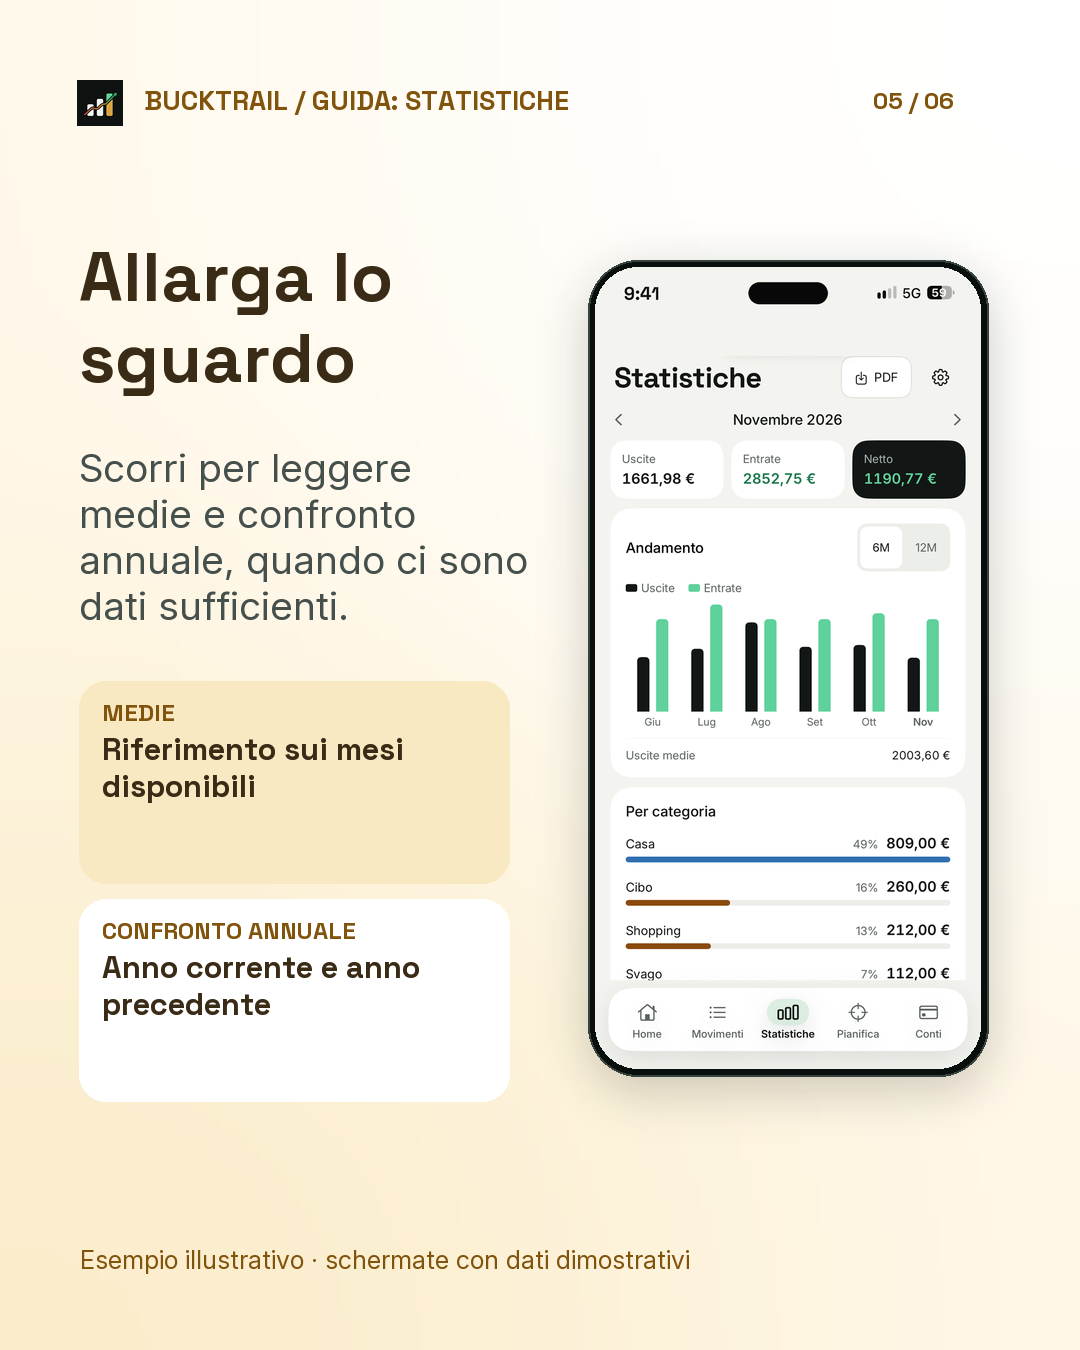 BUCKTRAIL / GUIDA: STATISTICHE
05 / 06
Allarga lo
sguardo
Scorri per leggere
medie e confronto
annuale, quando ci sono
dati sufficienti.
MEDIE
Riferimento sui mesi
disponibili
CONFRONTO ANNUALE
Anno corrente e anno
precedente
9:41
5G 59
Statistiche
PDF
Novembre 2026
Uscite
1661,98 €
Entrate
2852,75 €
Netto
1190,77 €
Andamento
6M 12M
Uscite Entrate
Giu Lug Ago Set Ott Nov
Uscite medie 2003,60 €
Per categoria
Casa 49% 809,00 €
Cibo 16% 260,00 €
Shopping 13% 212,00 €
Svago 7% 112,00 €
Home Movimenti Statistiche Pianifica Conti
Esempio illustrativo · schermate con dati dimostrativi